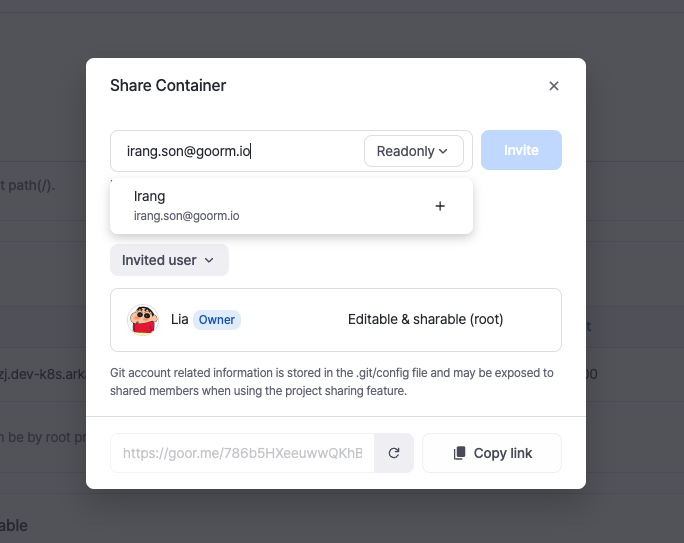 Share Container
irang.son@goorm.io
Readonly
Invite
t path(/).
Irang
irang.son@goorm.io
Invited user
Lia
Owner
Editable & sharable (root)
t
zj.dev-k8s.ark
00
Git account related information is stored in the .git/config file and may be exposed to
shared members when using the project sharing feature.
n be by root pr
https://goor.me/786b5HXeeuwwQKhB
Copy link
able